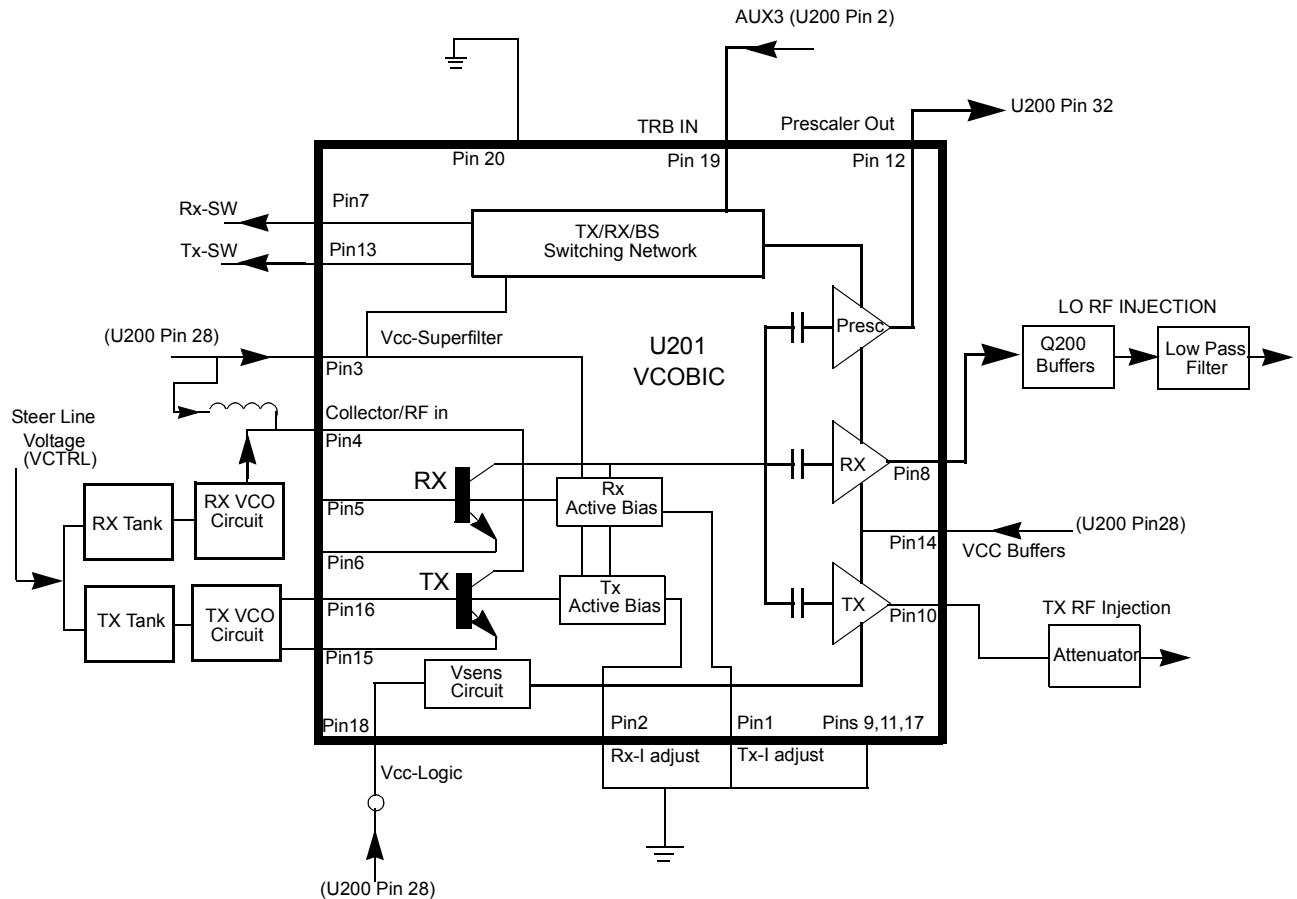 AUX3 (U200 Pin 2)
U200 Pin 32
TRB IN
Prescaler Out
Pin 20
Pin 19
Pin 12
Rx-SW
Pin7
Tx-SW
Pin13
TX/RX/BS
Switching Network
(U200 Pin 28)
Vcc-Superfilter
Pin3
U201
VCOBIC
Presc
LO RF INJECTION
Q200
Buffers
Low Pass
Filter
Steer Line
Voltage
(VCTRL)
Collector/RF in
Pin4
RX
RX
Pin8
Rx
Active Bias
RX Tank
RX VCO
Circuit
Pin5
Pin6
(U200 Pin28)
Pin14
VCC Buffers
TX
Tx
Active Bias
TX
Pin10
TX Tank
TX VCO
Circuit
Pin16
Pin15
TX RF Injection
Attenuator
Vsens
Circuit
Pin18
Pin2
Pin1
Pins 9,11,17
Rx-I adjust
Tx-I adjust
Vcc-Logic
(U200 Pin 28)